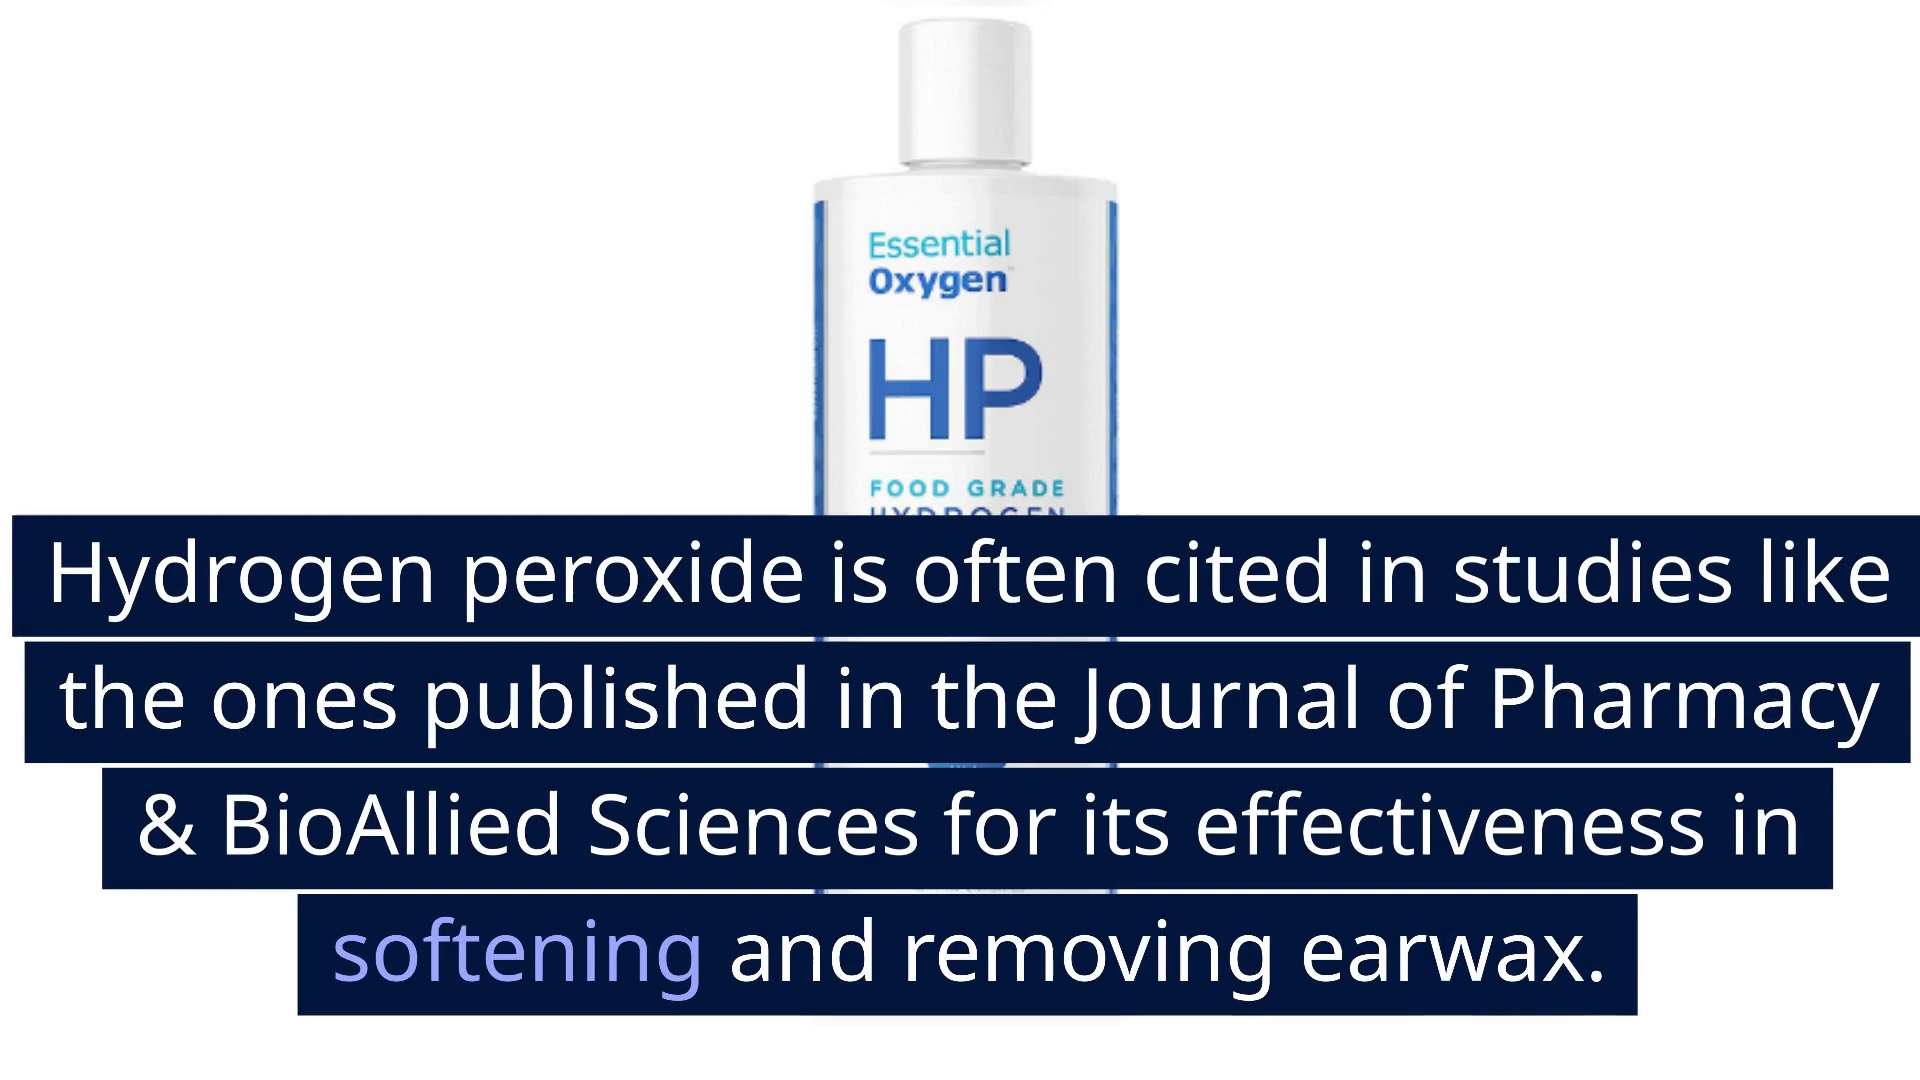 Essential
Oxygen
HP
FOOD GRADE
HYDROGEN
Hydrogen peroxide is often cited in studies like
the ones published in the Journal of Pharmacy
& BioAllied Sciences for its effectiveness in
softening and removing earwax.